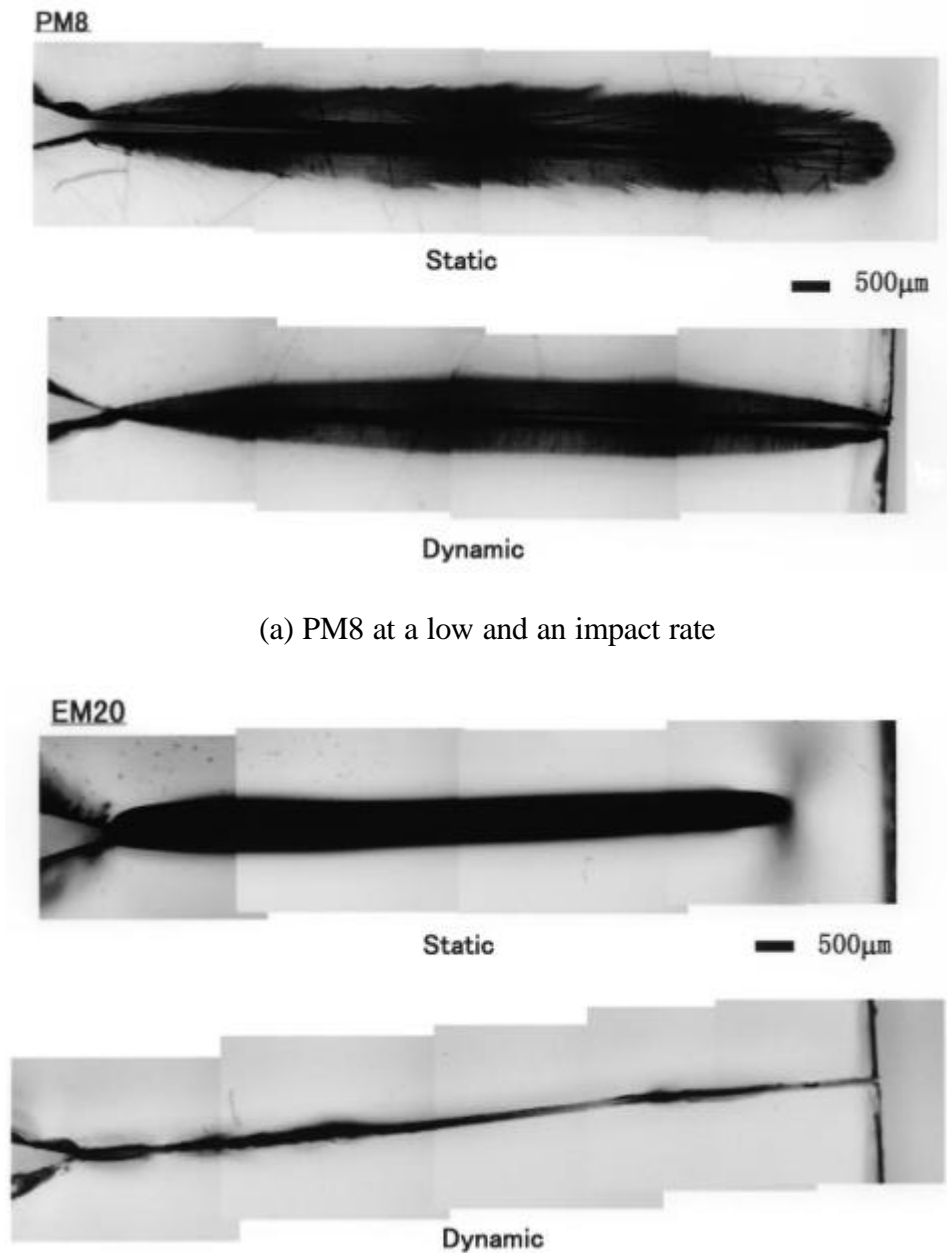 PM8
Static
500μm
Dynamic
(a) PM8 at a low and an impact rate
EM20
Static
500μm
Dynamic